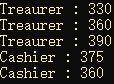 Treaurer : 330
Treaurer : 360
Treaurer : 390
Cashier : 375
Cashier : 360